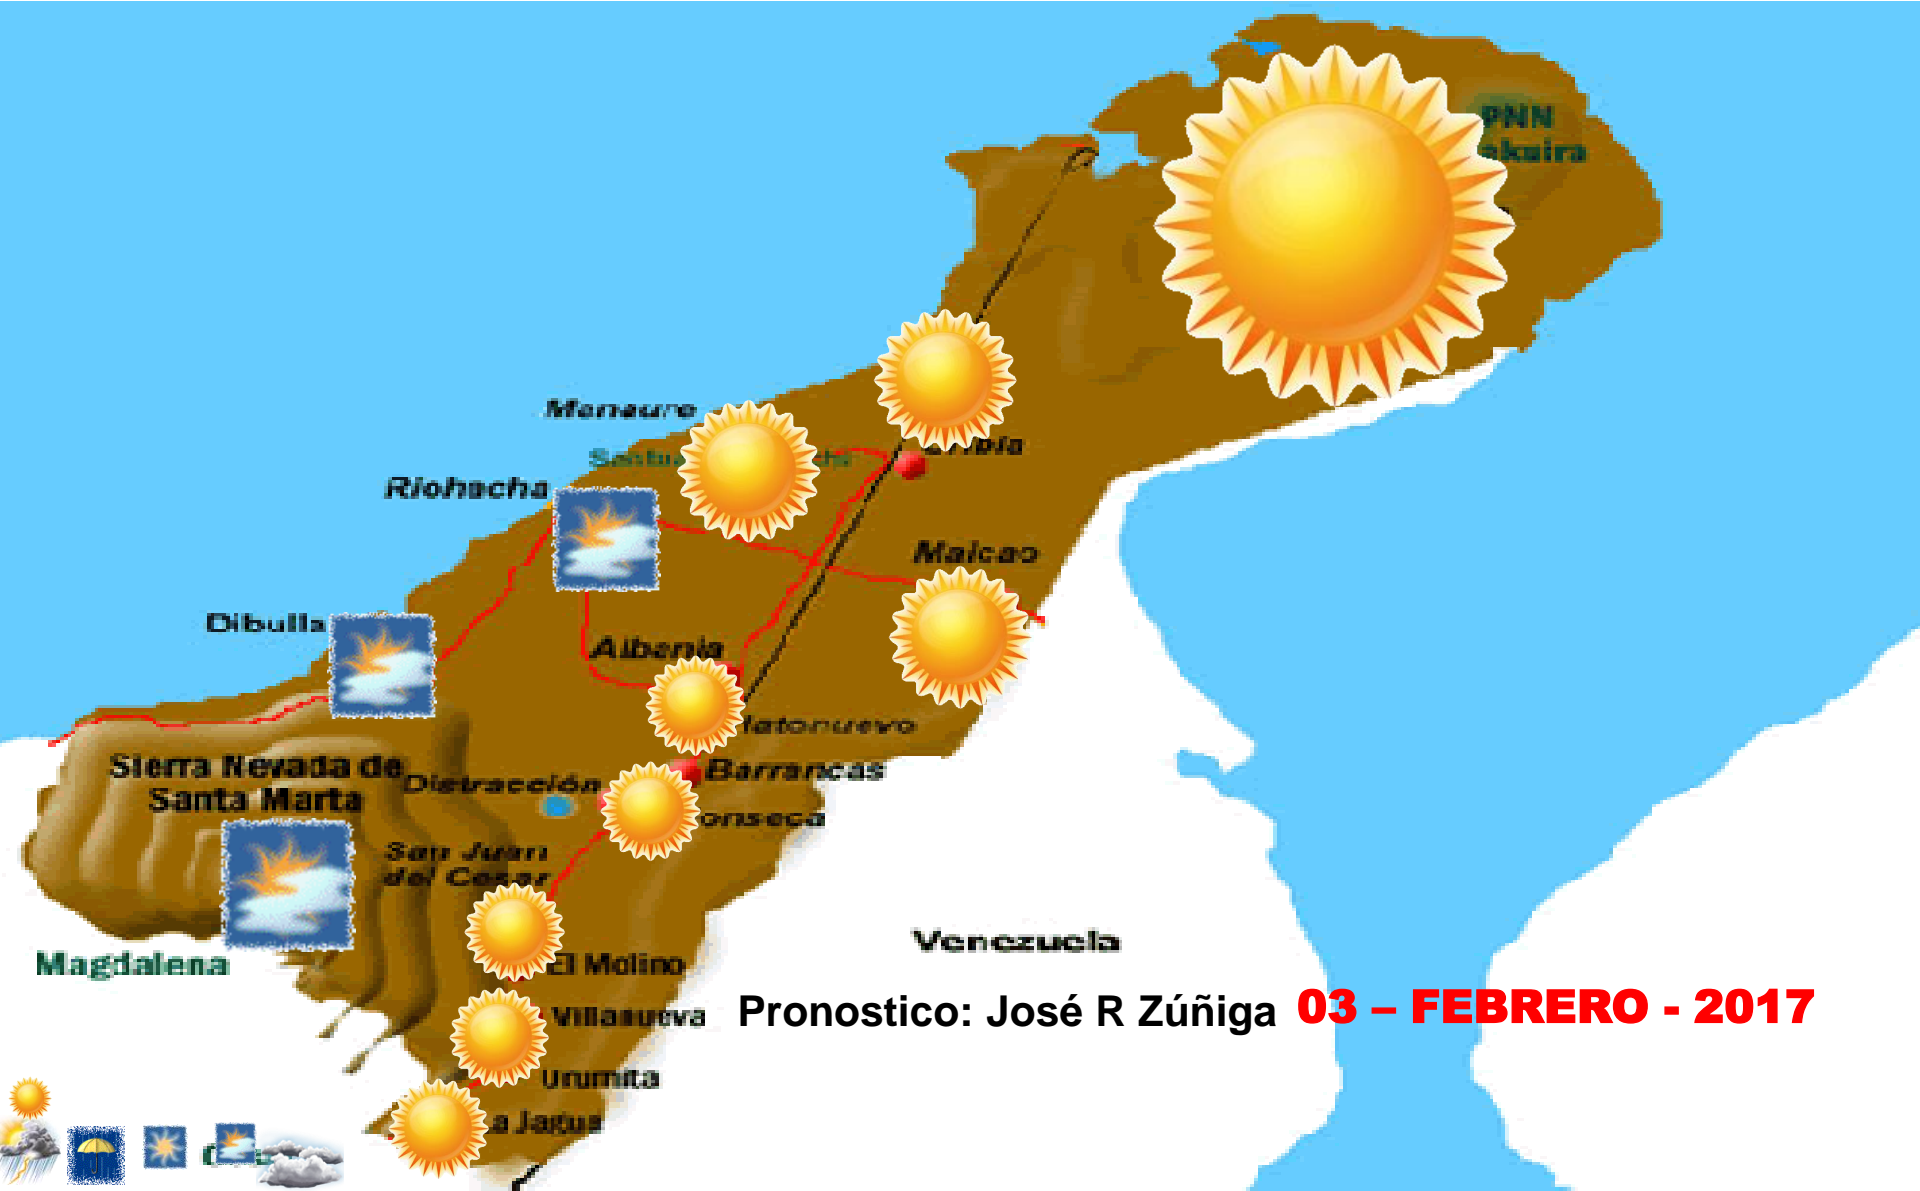 PNN
Manaure
Riohacha
Maicao
Dibulla
Albania
Sierra Nevada de
Santa Marta
Distracción
Barrancas
San Juan
del Cesar
Venezuela
Magdalena
El Molino
Villanueva
Pronostico: José R Zúñiga 03 – FEBRERO - 2017
Urumita
a Jagua